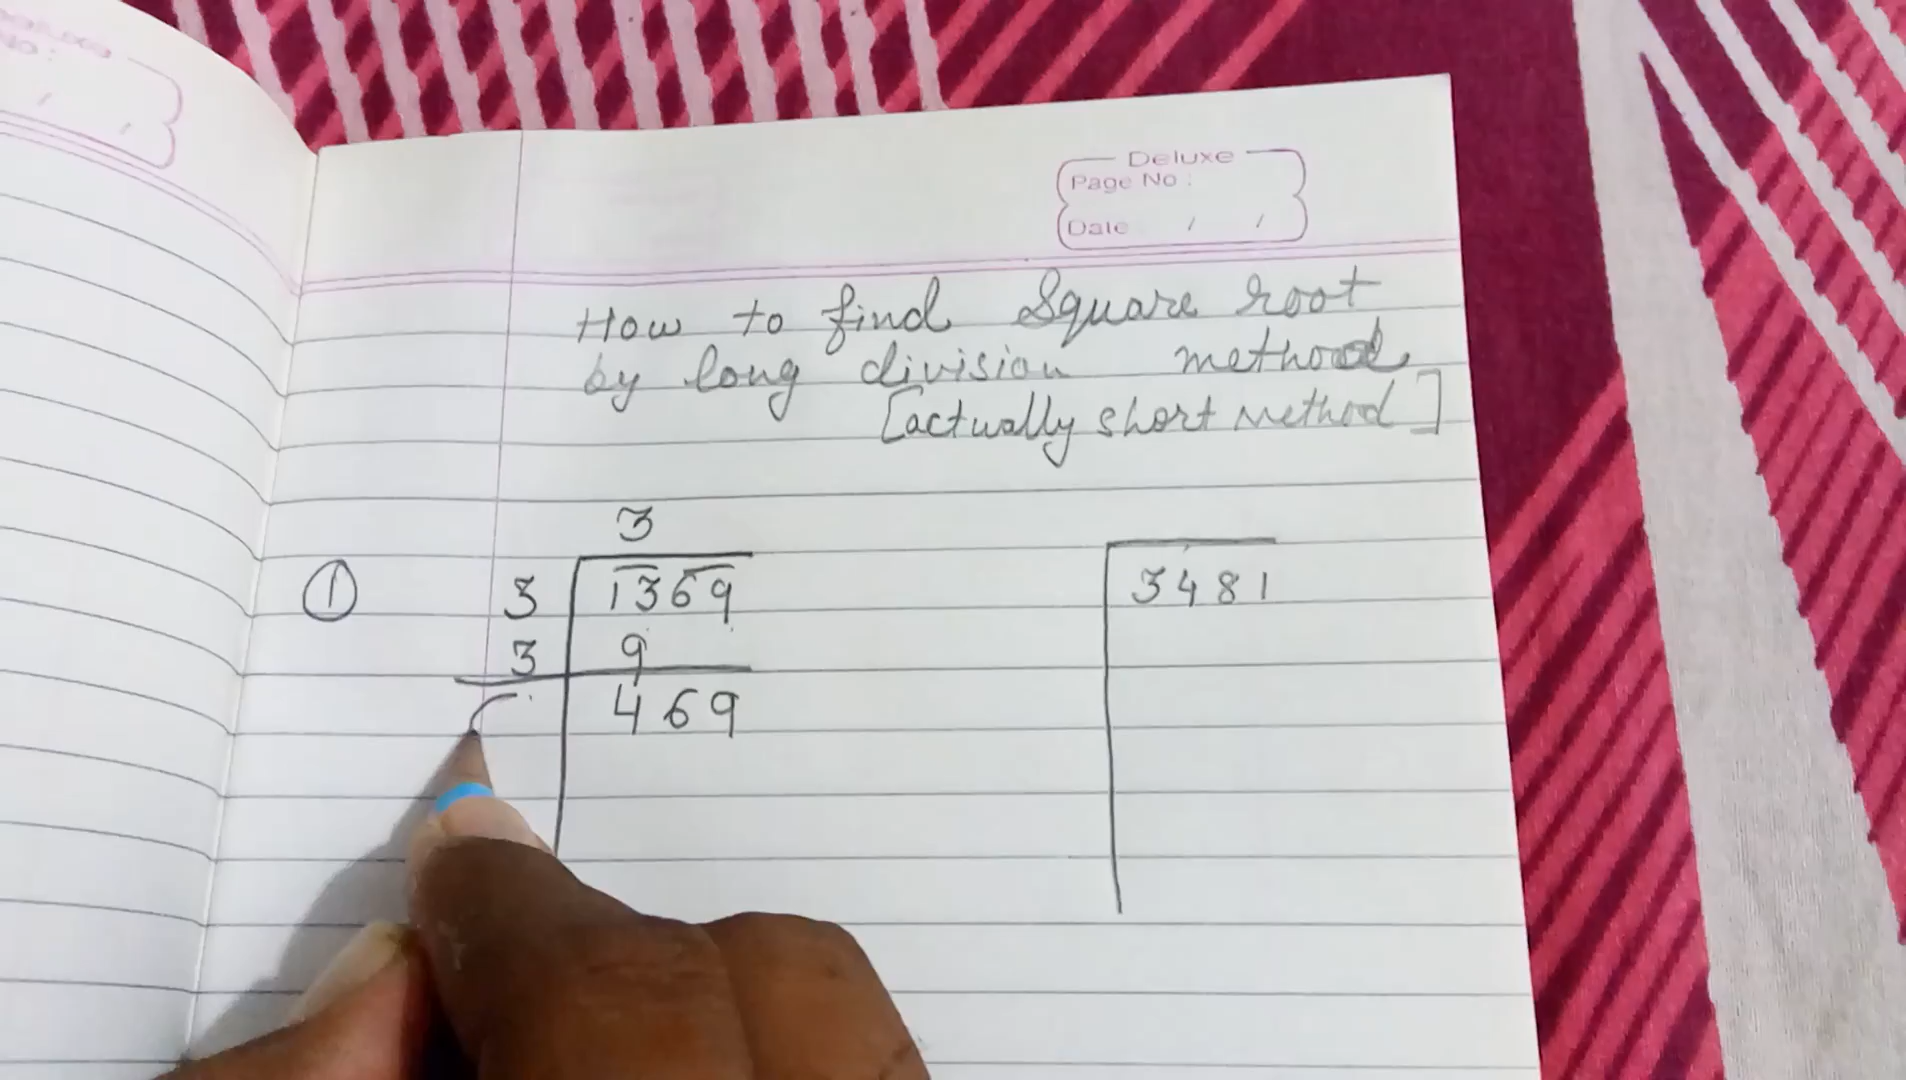 Deluxe
Page No :
Date / /
How to find Square root
by long division method
[actually short Method]
3
① 3 1369 3481
3 9
469